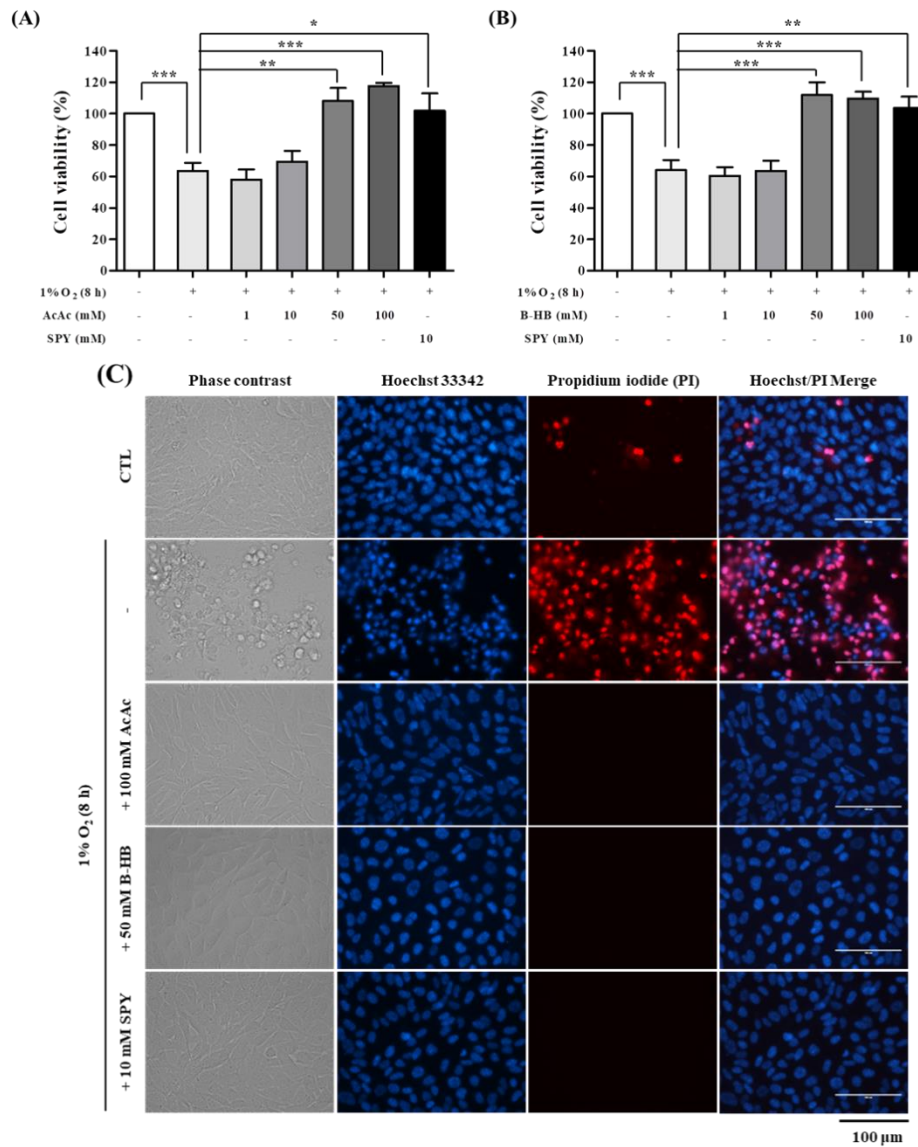 (A)
Cell viability (%)
140
120
100
80
60
40
20
0
***
**
***
*
1% O2 (8 h) - + + + + + +
AcAc (mM) - - 1 10 50 100 -
SPY (mM) - - - - - - 10
(B)
Cell viability (%)
140
120
100
80
60
40
20
0
***
***
***
**
1% O2 (8 h) - + + + + + +
B-HB (mM) - - 1 10 50 100 -
SPY (mM) - - - - - - 10
(C)
Phase contrast Hoechst 33342 Propidium iodide (PI) Hoechst/PI Merge
CTL
1% O2 (8 h)
-
+ 100 mM AcAc
+ 50 mM B-HB
+ 10 mM SPY
100 μm